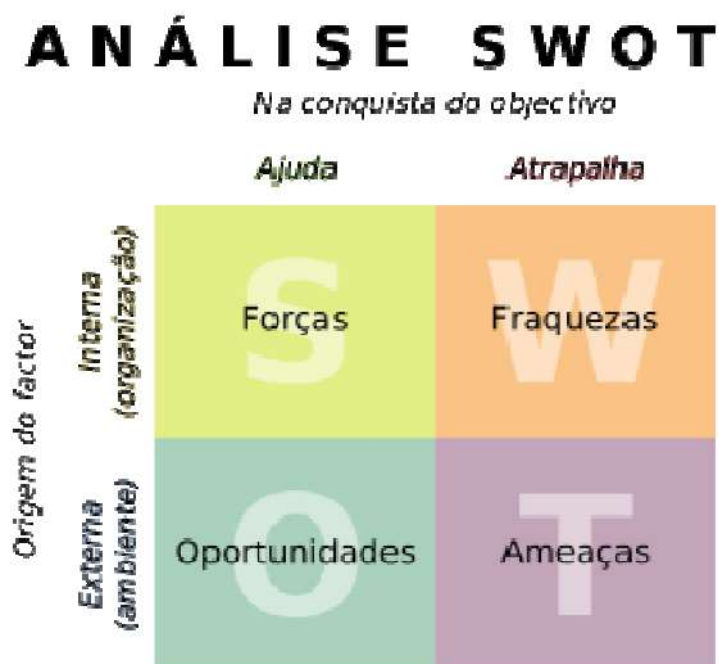 ANÁLISE SWOT
Na conquista do objectivo
Ajuda
Atrapalha
Origem do factor
Interna
(organização)
S
Forças
W
Fraquezas
Externa
(ambiente)
O
Oportunidades
T
Ameaças